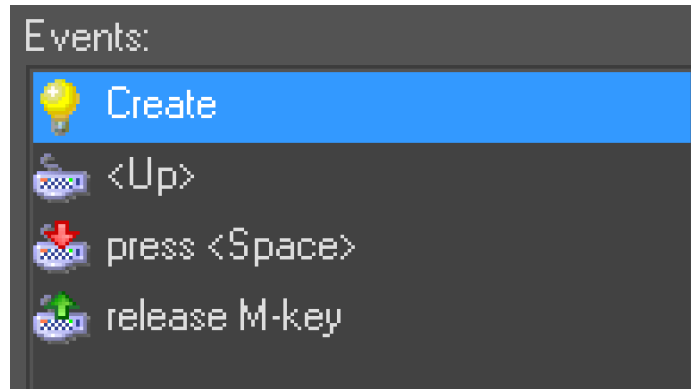 Events:
Create
<Up>
press <Space>
release M-key